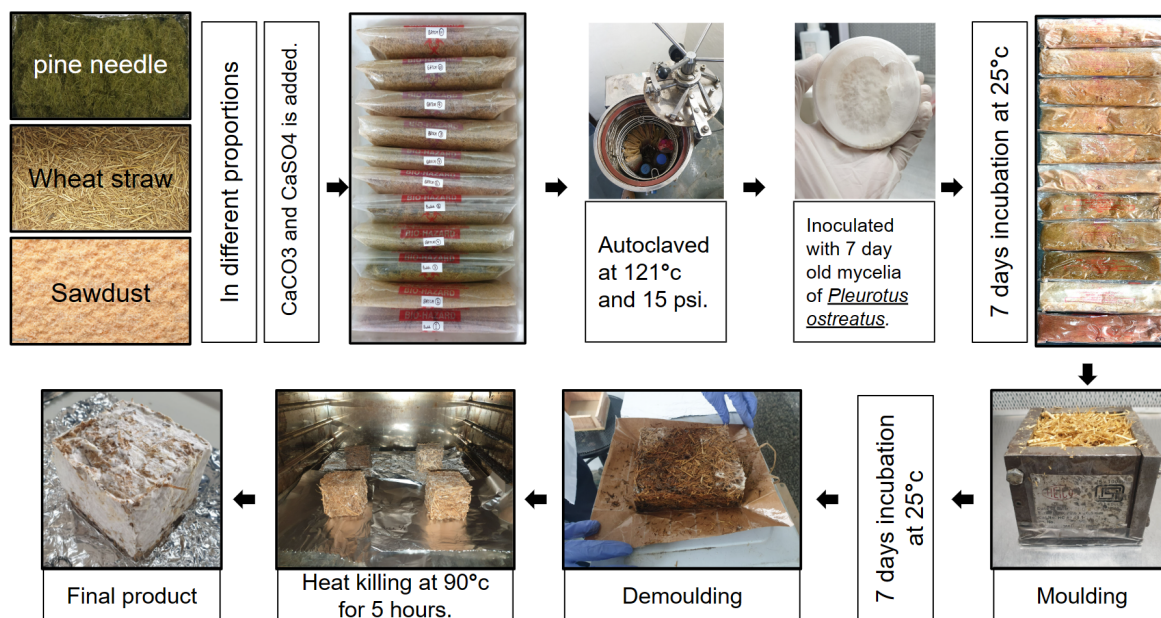 pine needle
Wheat straw
Sawdust
In different proportions
CaCO3 and CaSO4 is added.
BIO-HAZARD
Autoclaved
at 121°c
and 15 psi.
Inoculated
with 7 day
old mycelia
of Pleurotus
ostreatus.
7 days incubation at 25°c
Moulding
7 days incubation
at 25°c
Demoulding
Heat killing at 90°c
for 5 hours.
Final product